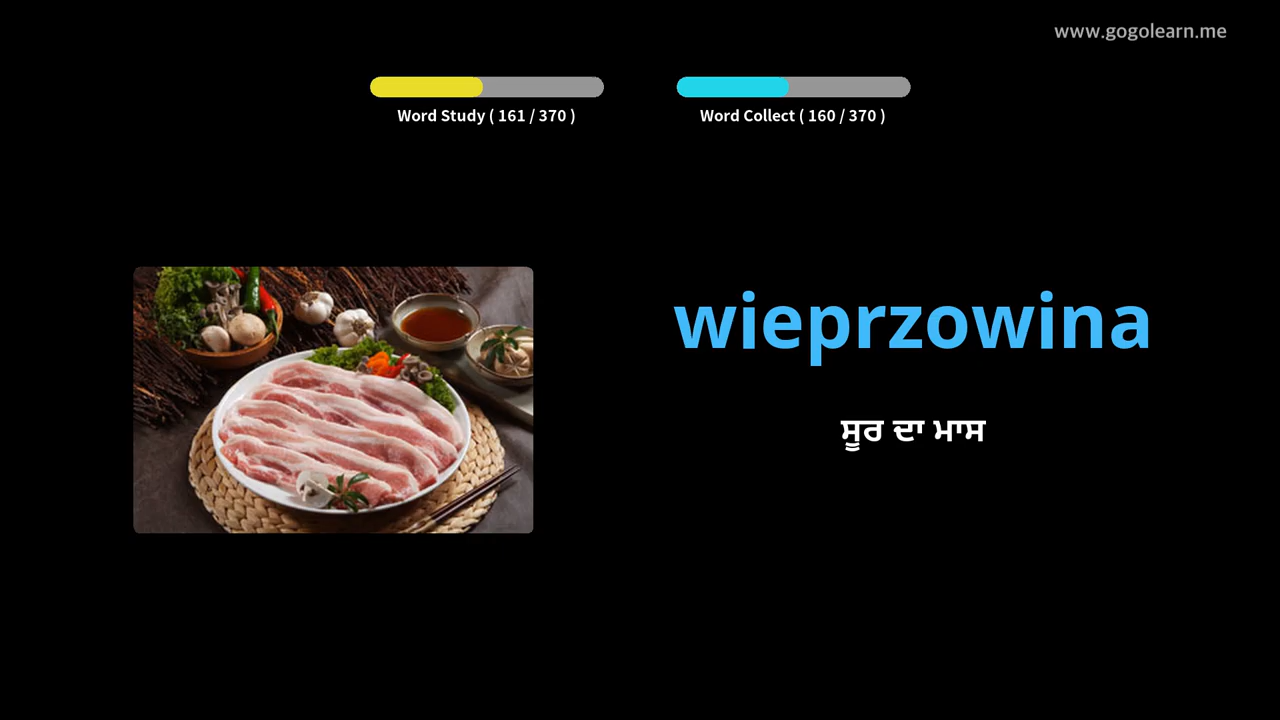 www.gogolearn.me
Word Study ( 161 / 370 )
Word Collect ( 160 / 370 )
wieprzowina
ਸੂਰ ਦਾ ਮਾਸ